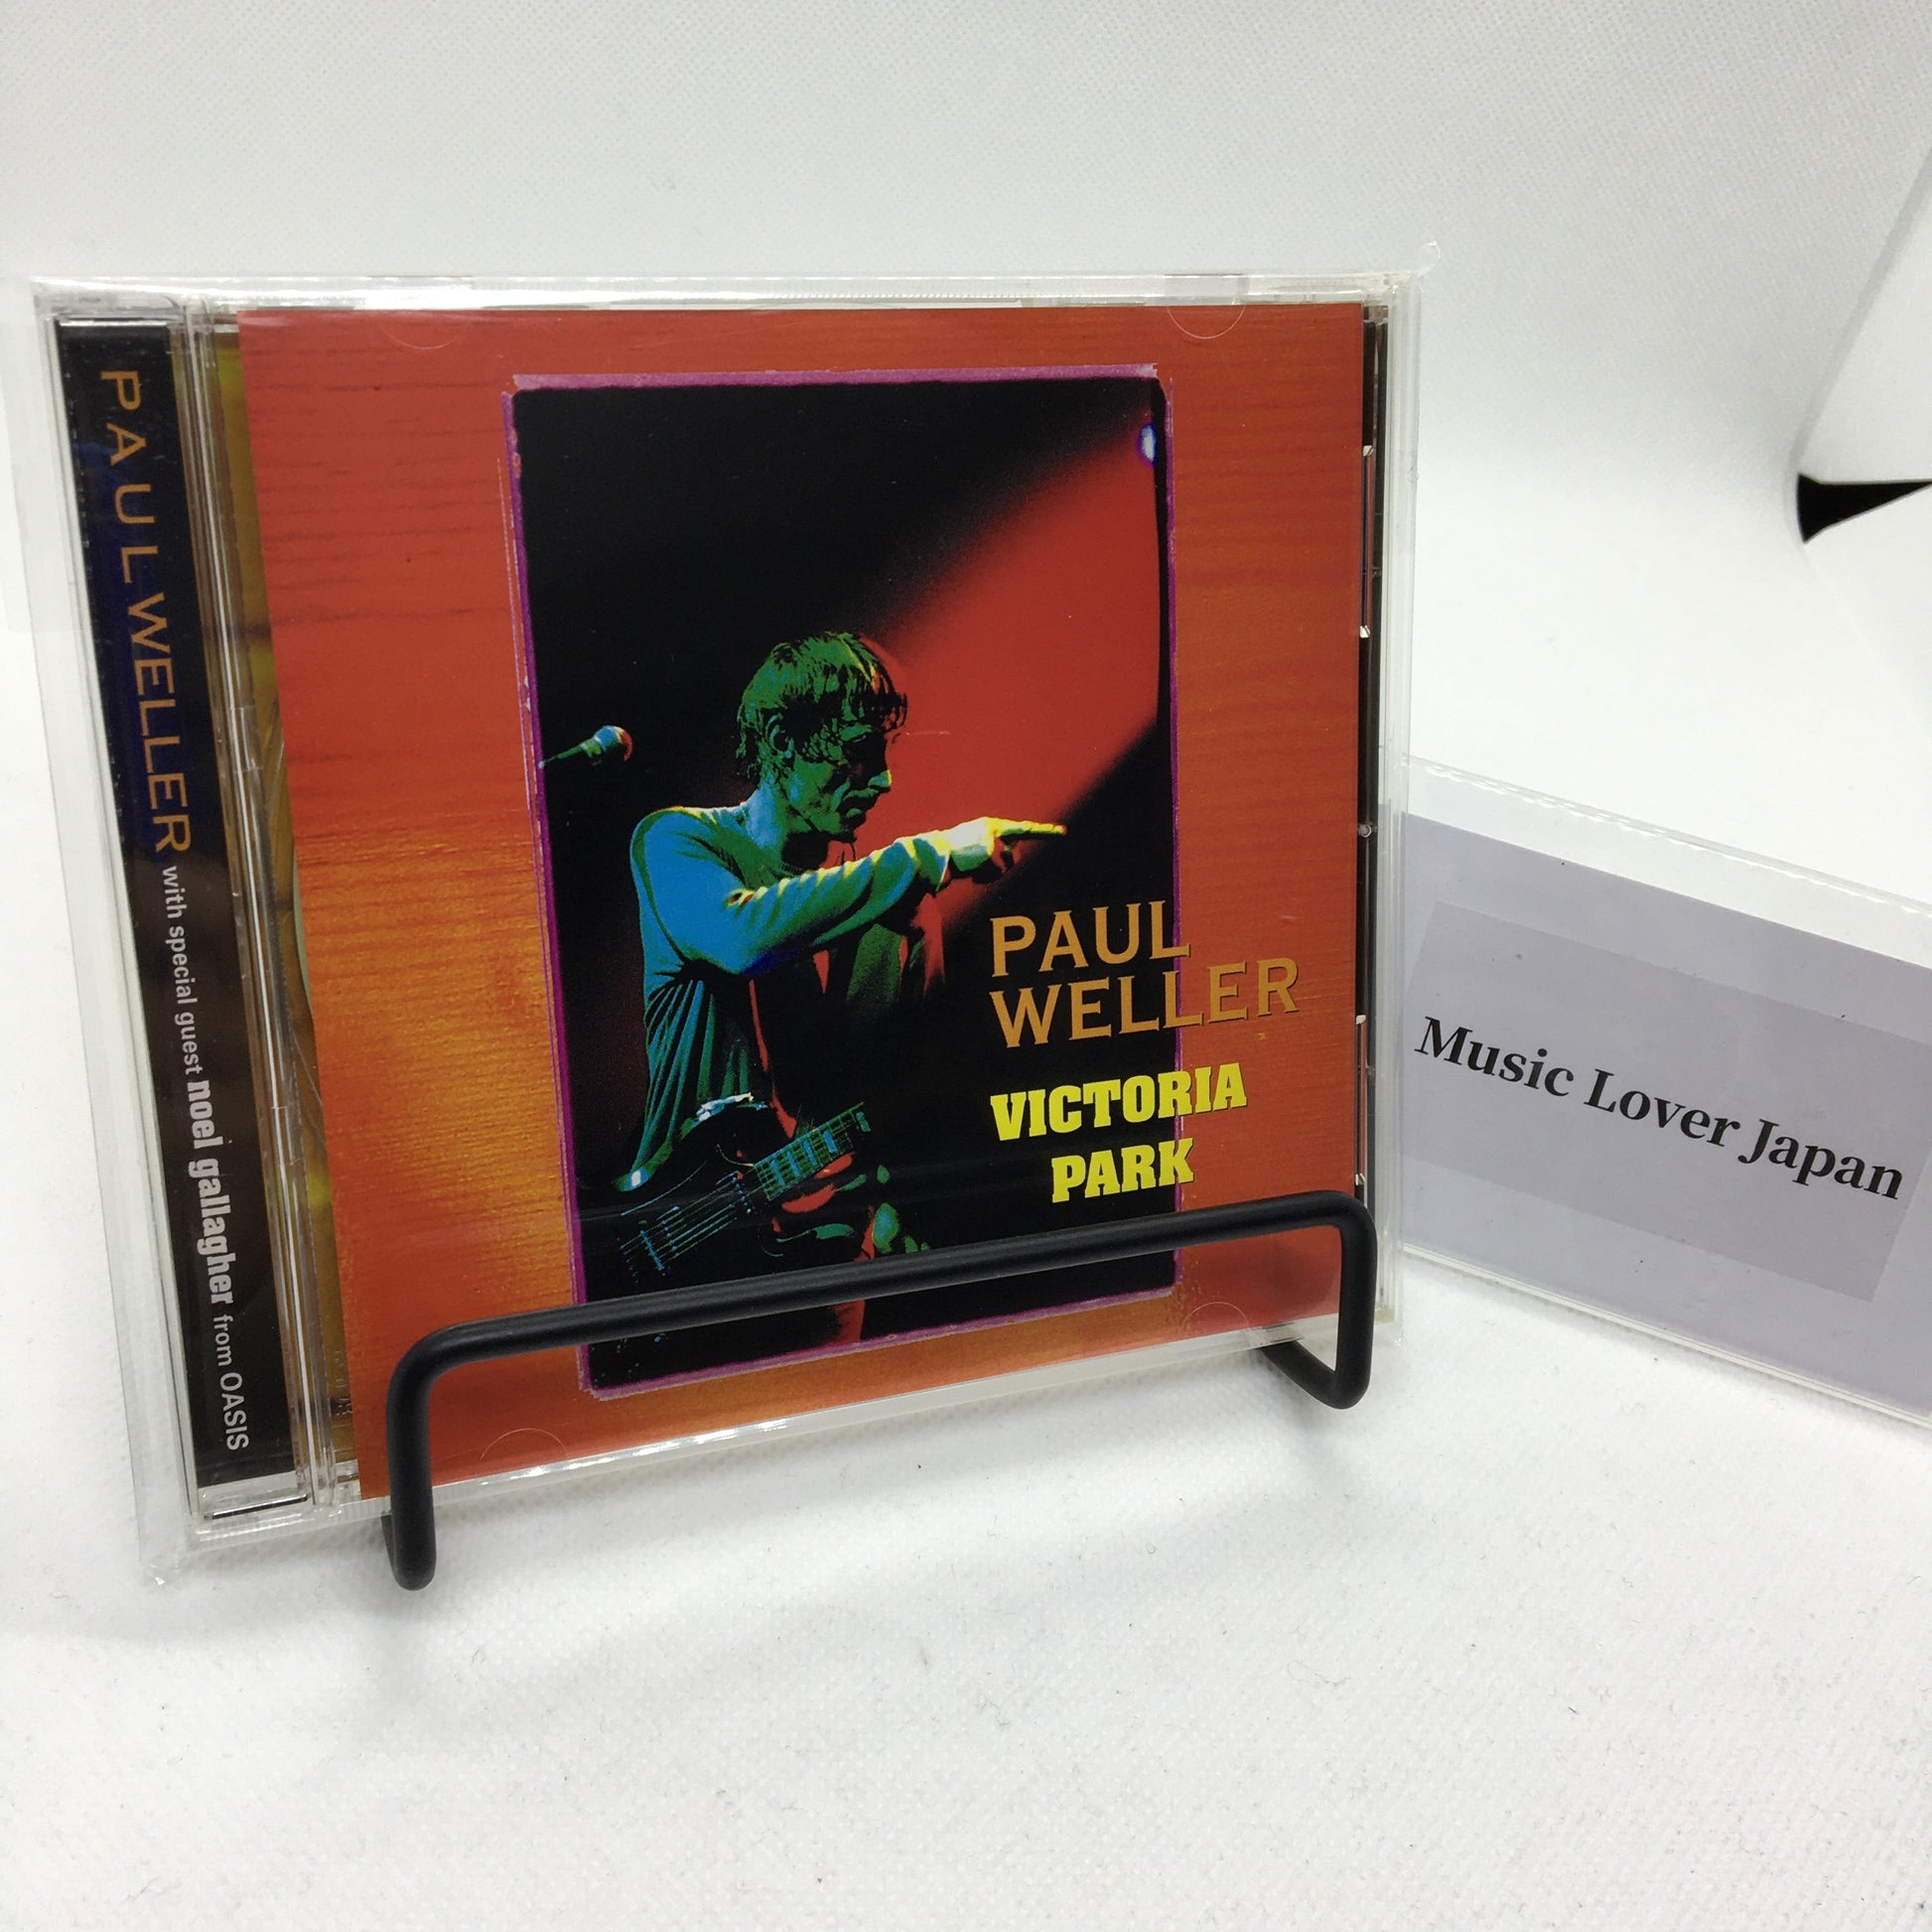 PAUL WELLER with special guest noel gallagher from OASIS
PAUL
WELLER
VICTORIA
PARK
Music Lover Japan